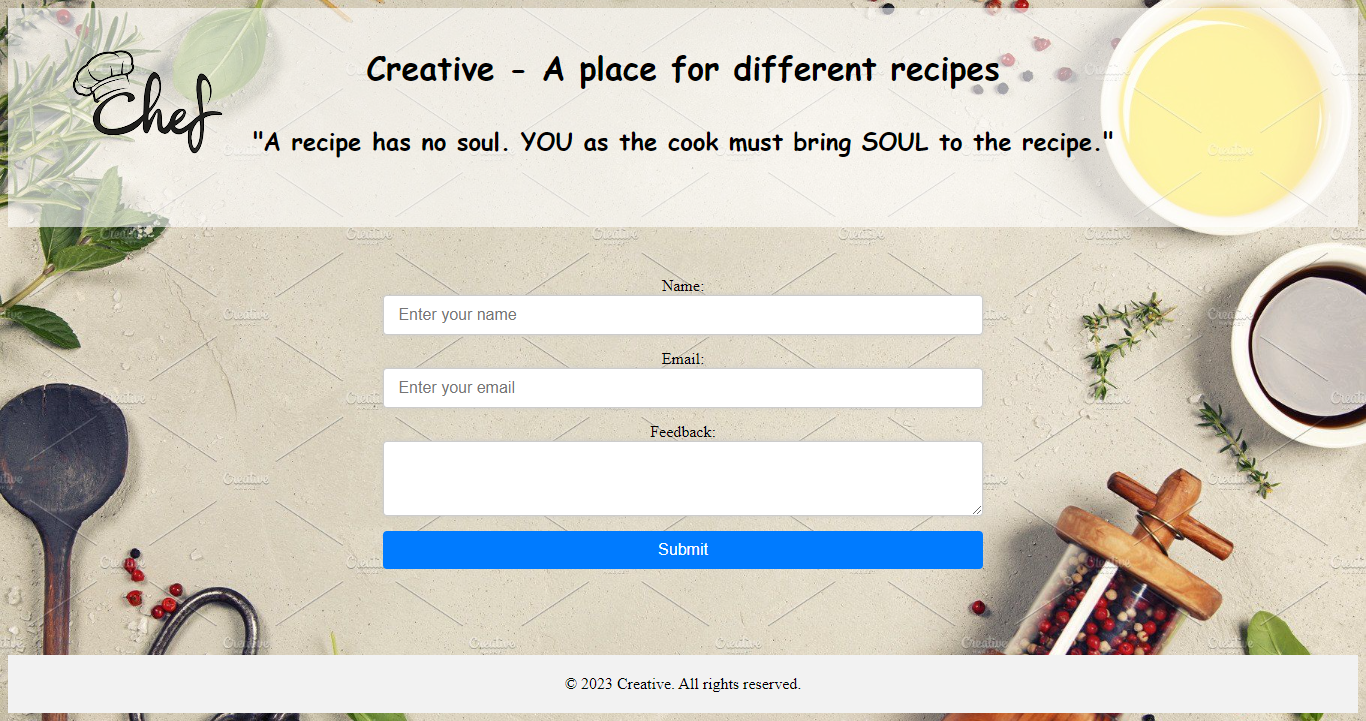 Chef
Creative - A place for different recipes
"A recipe has no soul. YOU as the cook must bring SOUL to the recipe."
Name:
Enter your name
Email:
Enter your email
Feedback:
Submit
© 2023 Creative. All rights reserved.